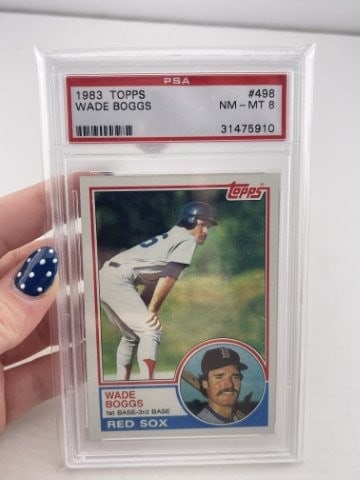 PSA
1983 TOPPS #498
WADE BOGGS NM - MT 8
31475910
Topps
WADE
BOGGS
1st BASE-3rd BASE
RED SOX